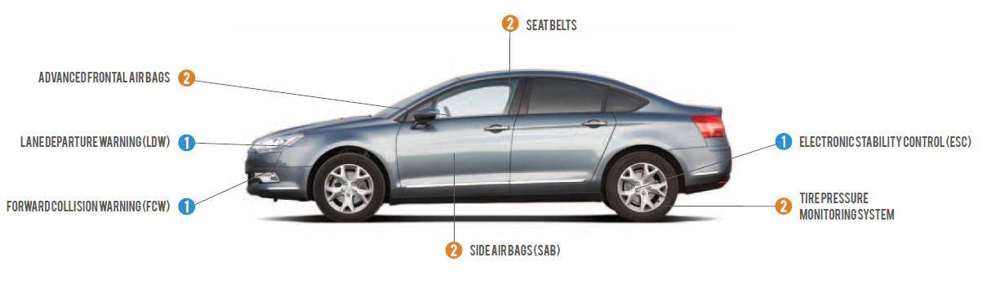 2 SEAT BELTS
ADVANCED FRONTAL AIR BAGS 2
LANE DEPARTURE WARNING (LDW) 1
1 ELECTRONIC STABILITY CONTROL (ESC)
FORWARD COLLISION WARNING (FCW) 1
2 TIRE PRESSURE
MONITORING SYSTEM
2 SIDE AIR BAGS (SAB)